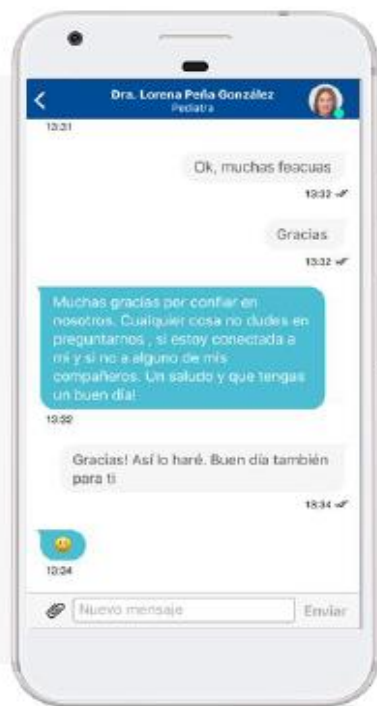 Dra. Lorena Peña González
Pediatra
13:31
Ok, muchas feacuas
13:32
Gracias
13:32
Muchas gracias por confiar en
nosotros. Cualquier cosa no dudes en
preguntarnos , si estoy conectada a
mi y si no a alguno de mis
compañeros. Un saludo y que tengas
un buen día!
13:32
Gracias! Así lo haré. Buen día también
para ti
13:34
13:34
Nuevo mensaje
Enviar